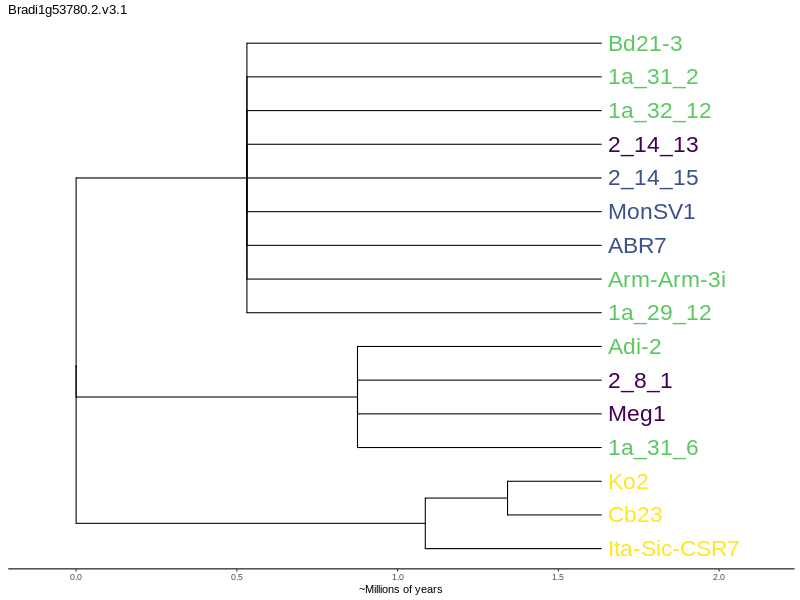 Bradi1g53780.2.v3.1
Bd21-3
1a_31_2
1a_32_12
2_14_13
2_14_15
MonSV1
ABR7
Arm-Arm-3i
1a_29_12
Adi-2
2_8_1
Meg1
1a_31_6
Ko2
Cb23
Ita-Sic-CSR7
0.0 0.5 1.0 1.5 2.0
~Millions of years